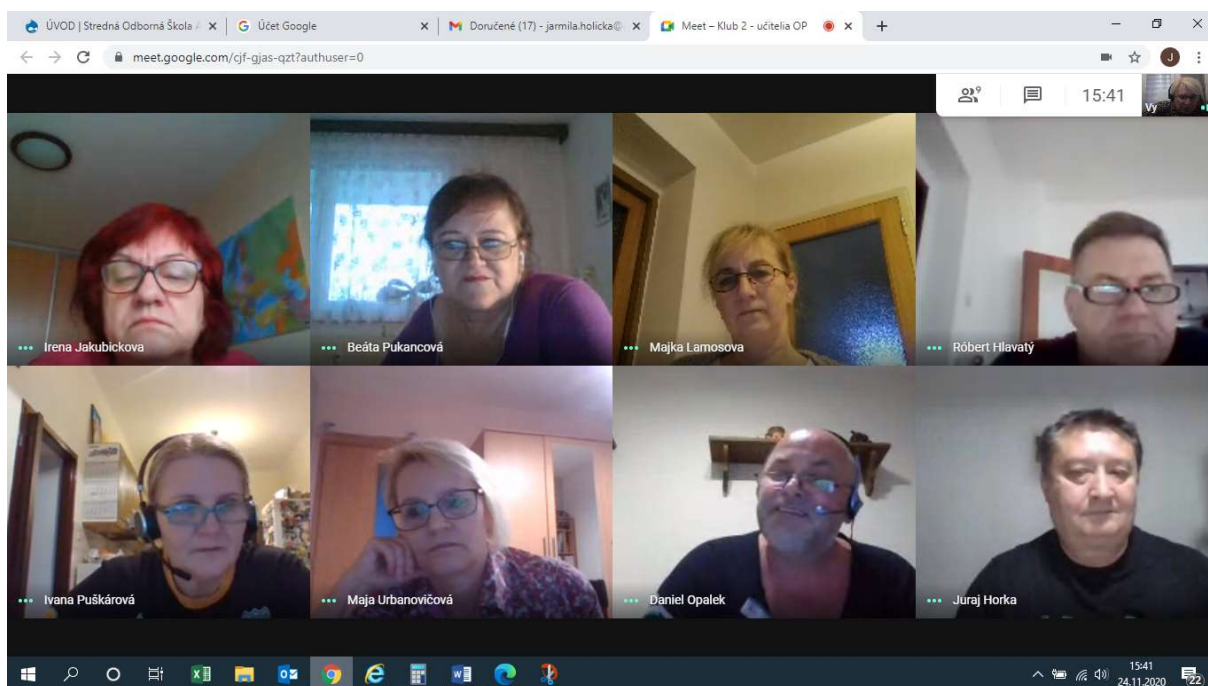 ÚVOD | Stredná Odborná Škola
Účet Google
Doručené (17) - jarmila.holicka@
Meet – Klub 2 - učitelia OP
meet.google.com/cjf-gjas-qzt?authuser=0
J
9
15:41
Vy
Irena Jakubickova
Beáta Pukancová
Majka Lamosova
Róbert Hlavatý
Ivana Puškárová
Maja Urbanovičová
Daniel Opalek
Juraj Horka
15:41
24.11.2020
22